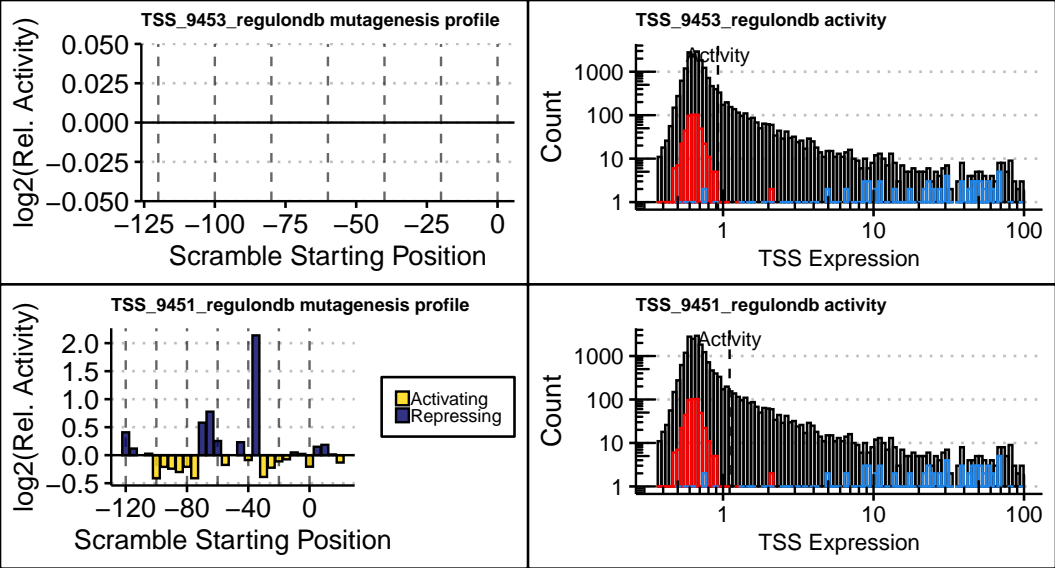 TSS_9453_regulondb mutagenesis profile
log2(Rel. Activity)
0.050
0.025
0.000
−0.025
−0.050
−125 −100 −75 −50 −25 0
Scramble Starting Position
TSS_9453_regulondb activity
Activity
Count
1000
100
10
1
1 10 100
TSS Expression
TSS_9451_regulondb mutagenesis profile
log2(Rel. Activity)
2.0
1.5
1.0
0.5
0.0
−0.5
−120 −80 −40 0
Scramble Starting Position
Activating
Repressing
TSS_9451_regulondb activity
Activity
Count
1000
100
10
1
1 10 100
TSS Expression